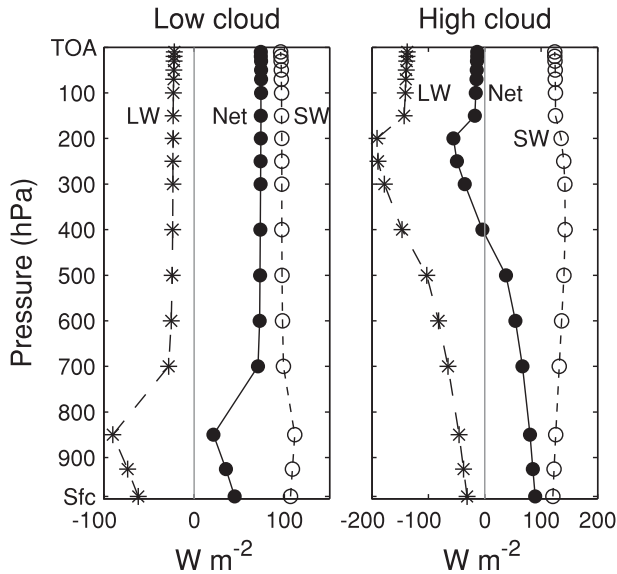 Low cloud
High cloud
Pressure (hPa)
TOA
100
200
300
400
500
600
700
800
900
Sfc
LW
Net
SW
LW
Net
SW
-100
0
100
-200
-100
0
100
200
W m-2
W m-2